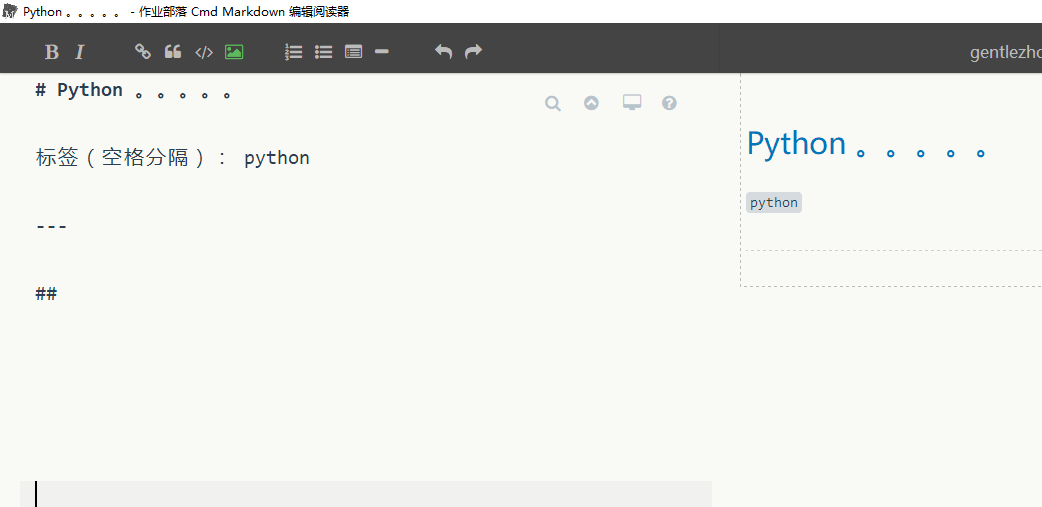 Python 。。。。。 - 作业部落 Cmd Markdown 编辑阅读器
B I
gentlezho
# Python 。。。。。
标签（空格分隔）： python
---
##
Python 。。。。。
python